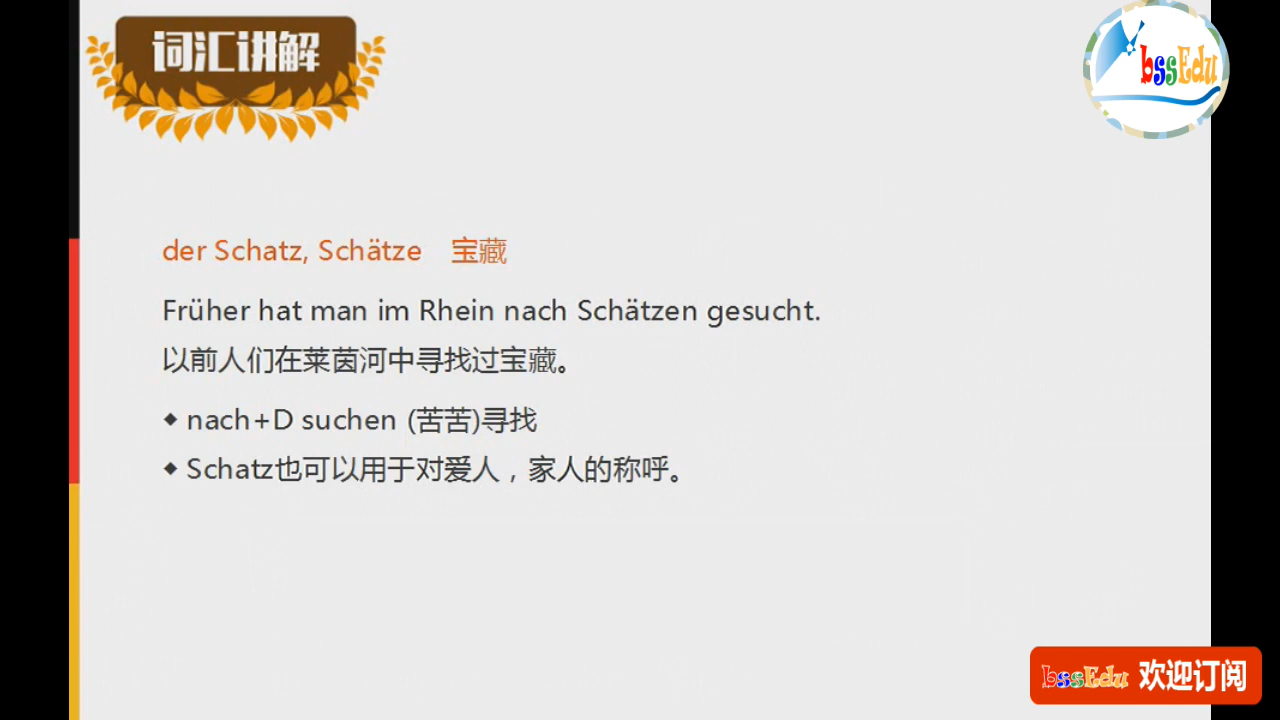 词汇讲解
bssEdu
der Schatz, Schätze 宝藏
Früher hat man im Rhein nach Schätzen gesucht.
以前人们在莱茵河中寻找过宝藏。
◆ nach+D suchen (苦苦)寻找
◆ Schatz也可以用于对爱人，家人的称呼。
bssEdu 欢迎订阅